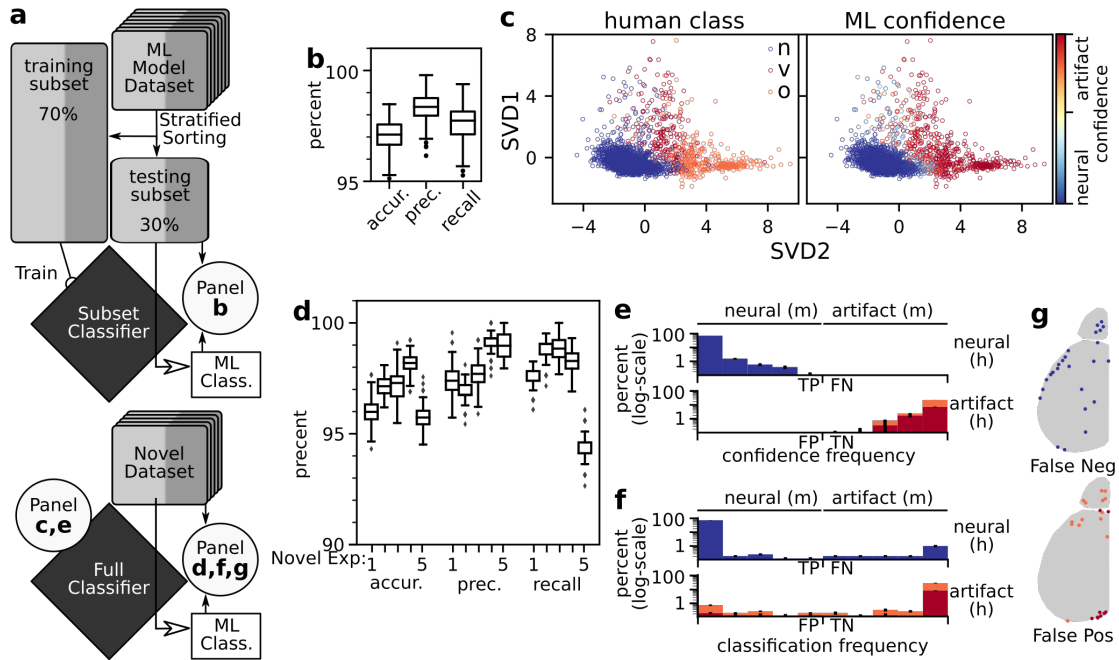 a
training
subset
70%
ML
Model
Dataset
Stratified
Sorting
testing
subset
30%
Train
Subset
Classifier
Panel
b
ML
Class.
Novel
Dataset
Panel
c,e
Full
Classifier
Panel
d,f,g
ML
Class.
b
percent
100
95
accur.
prec.
recall
c
human class
ML confidence
SVD1
8
4
0
n
v
o
−4 0 4 8
−4 0 4 8
SVD2
neural artifact
confidence
d
precent
100
95
90
Novel Exp:
1 5
1
5
accur. prec. recall
e
neural (m) artifact (m)
percent
(log-scale)
100
1
neural
(h)
TP FN
100
1
artifact
(h)
FP TN
confidence frequency
f
neural (m) artifact (m)
percent
(log-scale)
100
1
neural
(h)
TP FN
100
1
artifact
(h)
FP TN
classification frequency
g
False Neg
False Pos